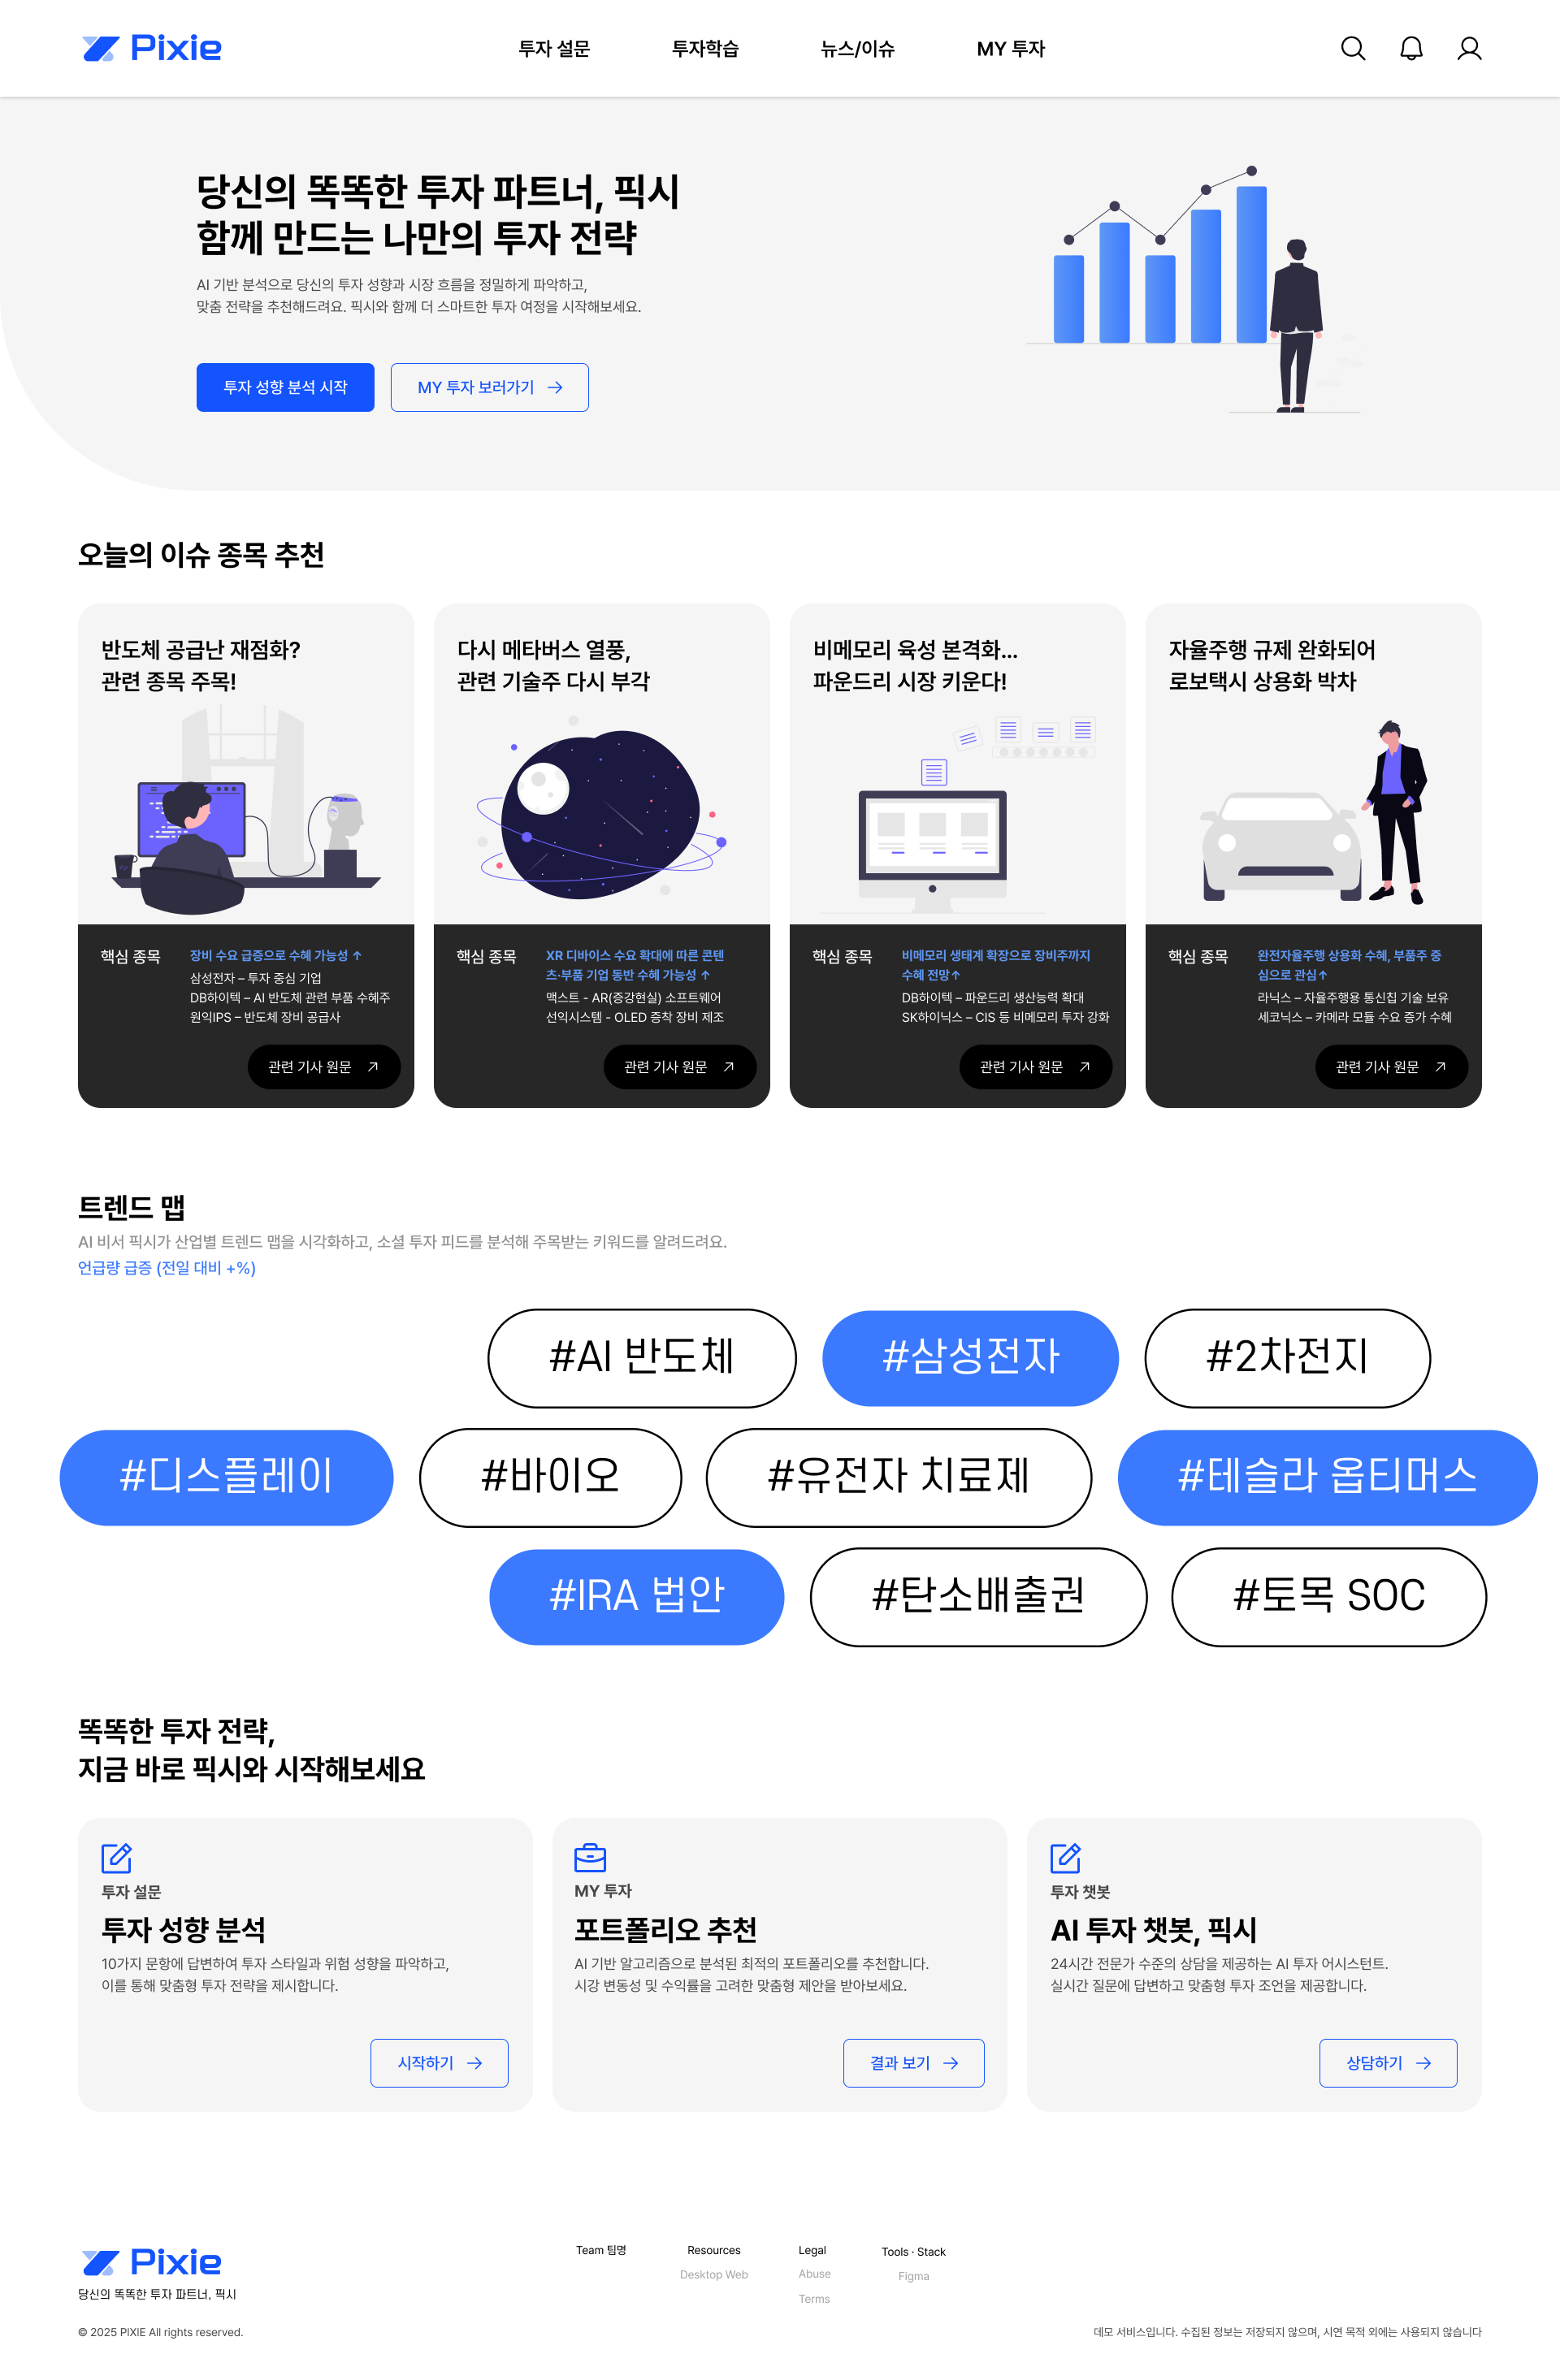 Pixie
투자 설문
투자학습
뉴스/이슈
MY 투자
당신의 똑똑한 투자 파트너, 픽시
함께 만드는 나만의 투자 전략
AI 기반 분석으로 당신의 투자 성향과 시장 흐름을 정밀하게 파악하고,
맞춤 전략을 추천해드려요. 픽시와 함께 더 스마트한 투자 여정을 시작해보세요.
투자 성향 분석 시작
MY 투자 보러가기 →
오늘의 이슈 종목 추천
반도체 공급난 재점화?
관련 종목 주목!
핵심 종목
장비 수요 급증으로 수혜 가능성 ↑
삼성전자 – 투자 중심 기업
DB하이텍 – AI 반도체 관련 부품 수혜주
원익IPS – 반도체 장비 공급사
관련 기사 원문 ↗
다시 메타버스 열풍,
관련 기술주 다시 부각
핵심 종목
XR 디바이스 수요 확대에 따른 콘텐
츠·부품 기업 동반 수혜 가능성 ↑
맥스트 - AR(증강현실) 소프트웨어
선익시스템 - OLED 증착 장비 제조
관련 기사 원문 ↗
비메모리 육성 본격화...
파운드리 시장 키운다!
핵심 종목
비메모리 생태계 확장으로 장비주까지
수혜 전망↑
DB하이텍 – 파운드리 생산능력 확대
SK하이닉스 – CIS 등 비메모리 투자 강화
관련 기사 원문 ↗
자율주행 규제 완화되어
로보택시 상용화 박차
핵심 종목
완전자율주행 상용화 수혜, 부품주 중
심으로 관심↑
라닉스 – 자율주행용 통신칩 기술 보유
세코닉스 – 카메라 모듈 수요 증가 수혜
관련 기사 원문 ↗
트렌드 맵
AI 비서 픽시가 산업별 트렌드 맵을 시각화하고, 소셜 투자 피드를 분석해 주목받는 키워드를 알려드려요.
언급량 급증 (전일 대비 +%)
#AI 반도체
#삼성전자
#2차전지
#디스플레이
#바이오
#유전자 치료제
#테슬라 옵티머스
#IRA 법안
#탄소배출권
#토목 SOC
똑똑한 투자 전략,
지금 바로 픽시와 시작해보세요
투자 설문
투자 성향 분석
10가지 문항에 답변하여 투자 스타일과 위험 성향을 파악하고,
이를 통해 맞춤형 투자 전략을 제시합니다.
시작하기 →
MY 투자
포트폴리오 추천
AI 기반 알고리즘으로 분석된 최적의 포트폴리오를 추천합니다.
시강 변동성 및 수익률을 고려한 맞춤형 제안을 받아보세요.
결과 보기 →
투자 챗봇
AI 투자 챗봇, 픽시
24시간 전문가 수준의 상담을 제공하는 AI 투자 어시스턴트.
실시간 질문에 답변하고 맞춤형 투자 조언을 제공합니다.
상담하기 →
Pixie
당신의 똑똑한 투자 파트너, 픽시
Team 팀명
Resources
Desktop Web
Legal
Abuse
Terms
Tools · Stack
Figma
© 2025 PIXIE All rights reserved.
데모 서비스입니다. 수집된 정보는 저장되지 않으며, 시연 목적 외에는 사용되지 않습니다